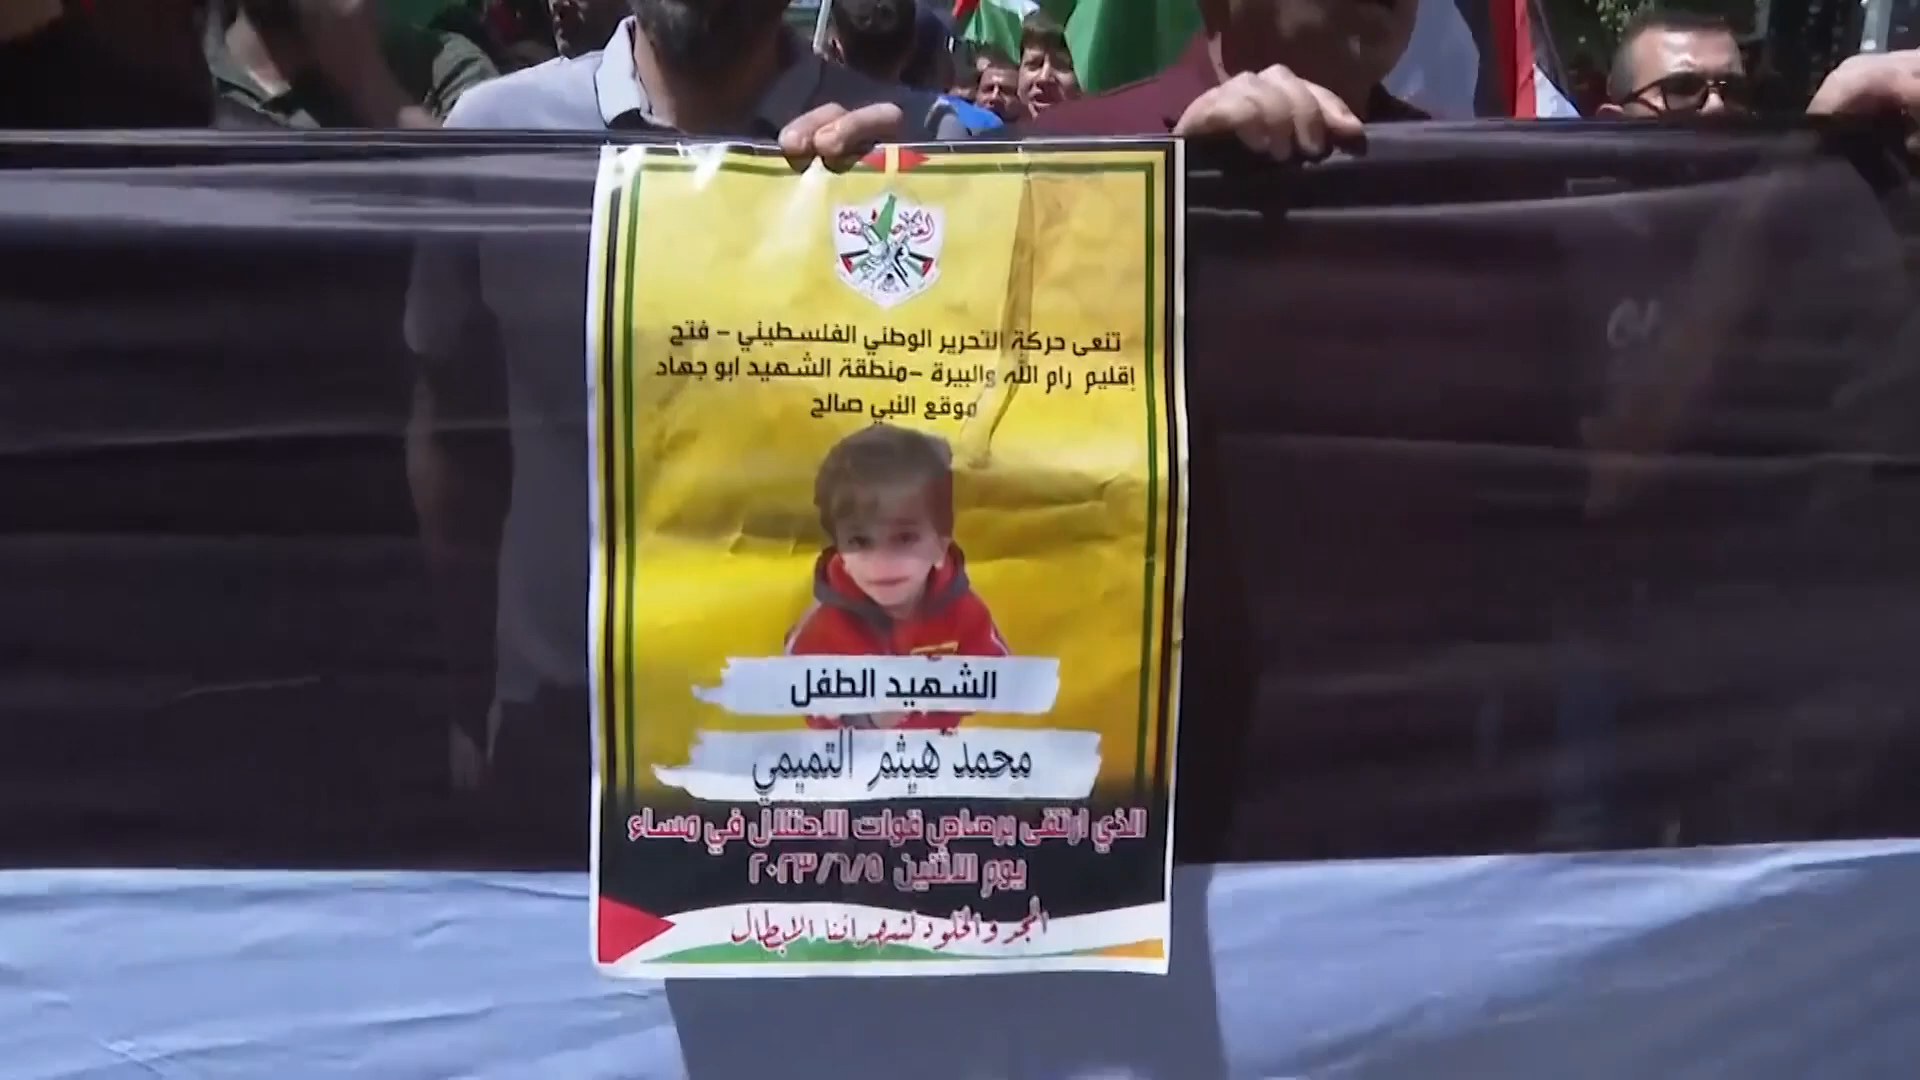 العاصفة
تنعى حركة التحرير الوطني الفلسطيني – فتح
إقليم رام الله والبيرة –منطقة الشهيد ابو جهاد
موقع النبي صالح
الشهيد الطفل
محمد هيثم التميمي
الذي ارتقى برصاص قوات الاحتلال في مساء
يوم الاثنين ٢٠٢٣/٦/٥
المجد والخلود لشهدائنا الابطال